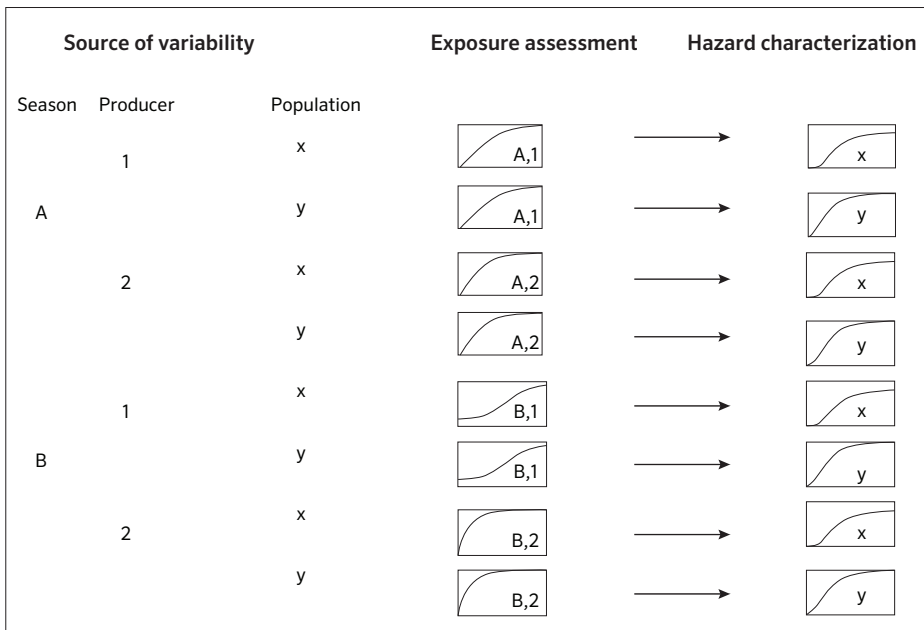 Source of variability Exposure assessment Hazard characterization
Season Producer Population
1 x A,1 x
A y A,1 y
2 x A,2 x
y A,2 y
1 x B,1 x
B y B,1 y
2 x B,2 x
y B,2 y